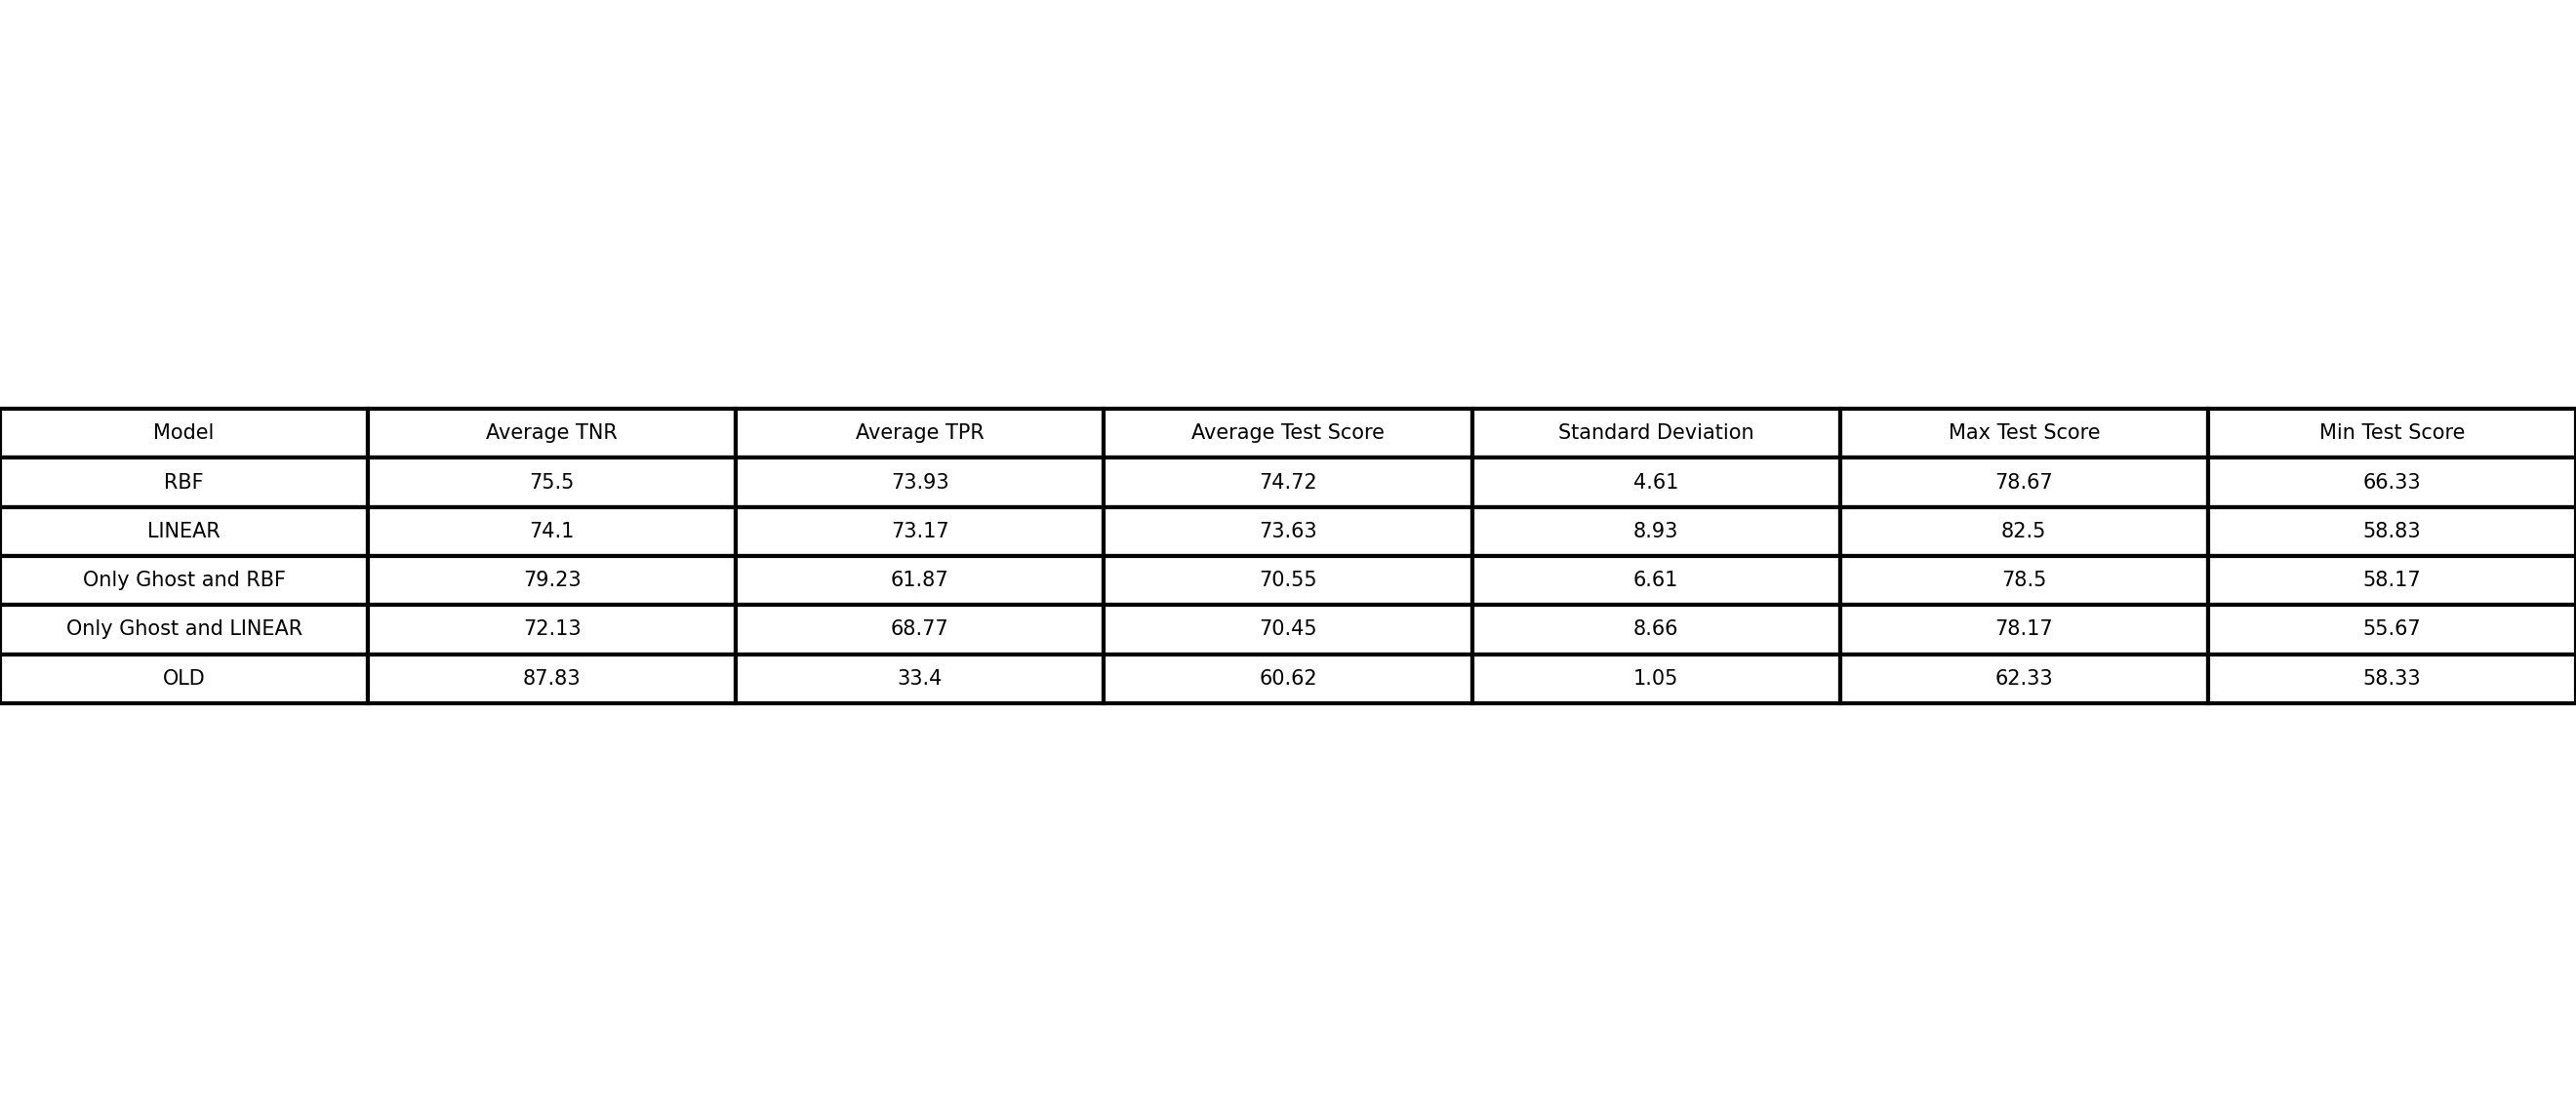 Model Average TNR Average TPR Average Test Score Standard Deviation Max Test Score Min Test Score
RBF 75.5 73.93 74.72 4.61 78.67 66.33
LINEAR 74.1 73.17 73.63 8.93 82.5 58.83
Only Ghost and RBF 79.23 61.87 70.55 6.61 78.5 58.17
Only Ghost and LINEAR 72.13 68.77 70.45 8.66 78.17 55.67
OLD 87.83 33.4 60.62 1.05 62.33 58.33